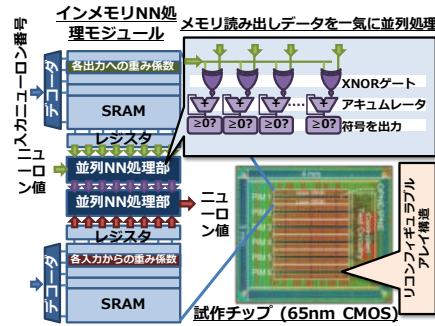 インメモリNN処
理モジュール
メモリ読み出しデータを一気に並列処理
入力ニューロン番号
デコーダ
各出力への重み係数
SRAM
XNORゲート
アキュムレータ
符号を出力
≥0?
≥0?
≥0?
≥0?
レジスタ
ニュー
ロン値
並列NN処理部
並列NN処理部
ニュー
ロン値
レジスタ
デコーダ
各入力からの重み係数
SRAM
リコンフィギュラブル
アレイ構造
試作チップ (65nm CMOS)